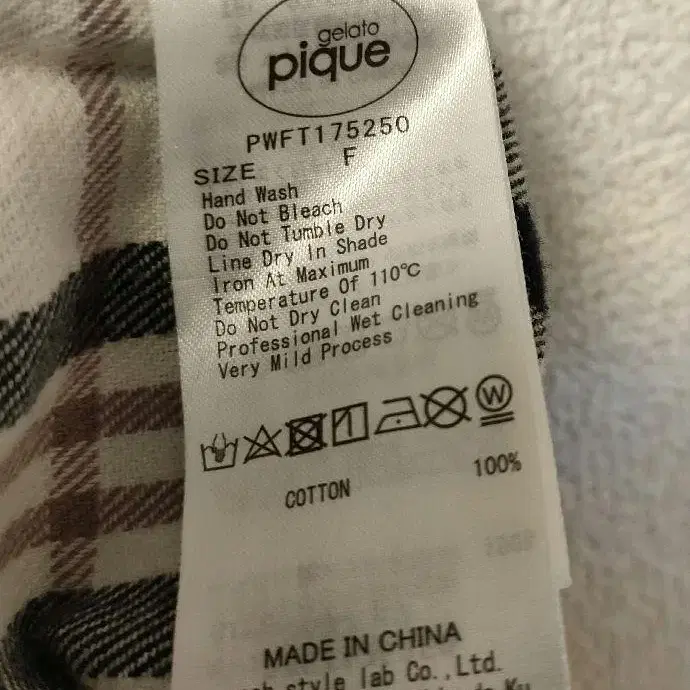 gelato
pique
PWFT175250
SIZE F
Hand Wash
Do Not Bleach
Do Not Tumble Dry
Line Dry In Shade
Iron At Maximum
Temperature Of 110℃
Do Not Dry Clean
Professional Wet Cleaning
Very Mild Process
W
COTTON 100%
MADE IN CHINA
style lab Co.,Ltd.